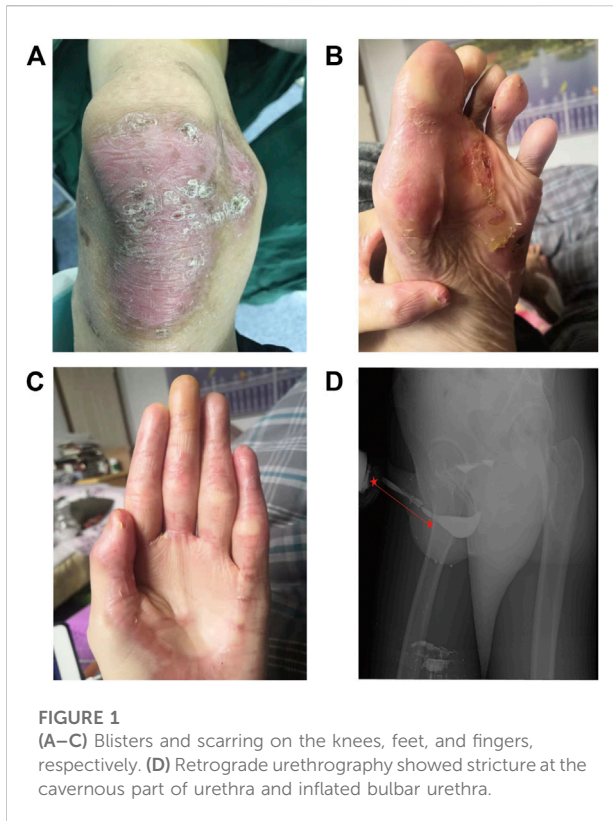 A
B
C
D
FIGURE 1
(A–C) Blisters and scarring on the knees, feet, and fingers,
respectively. (D) Retrograde urethrography showed stricture at the
cavernous part of urethra and inflated bulbar urethra.